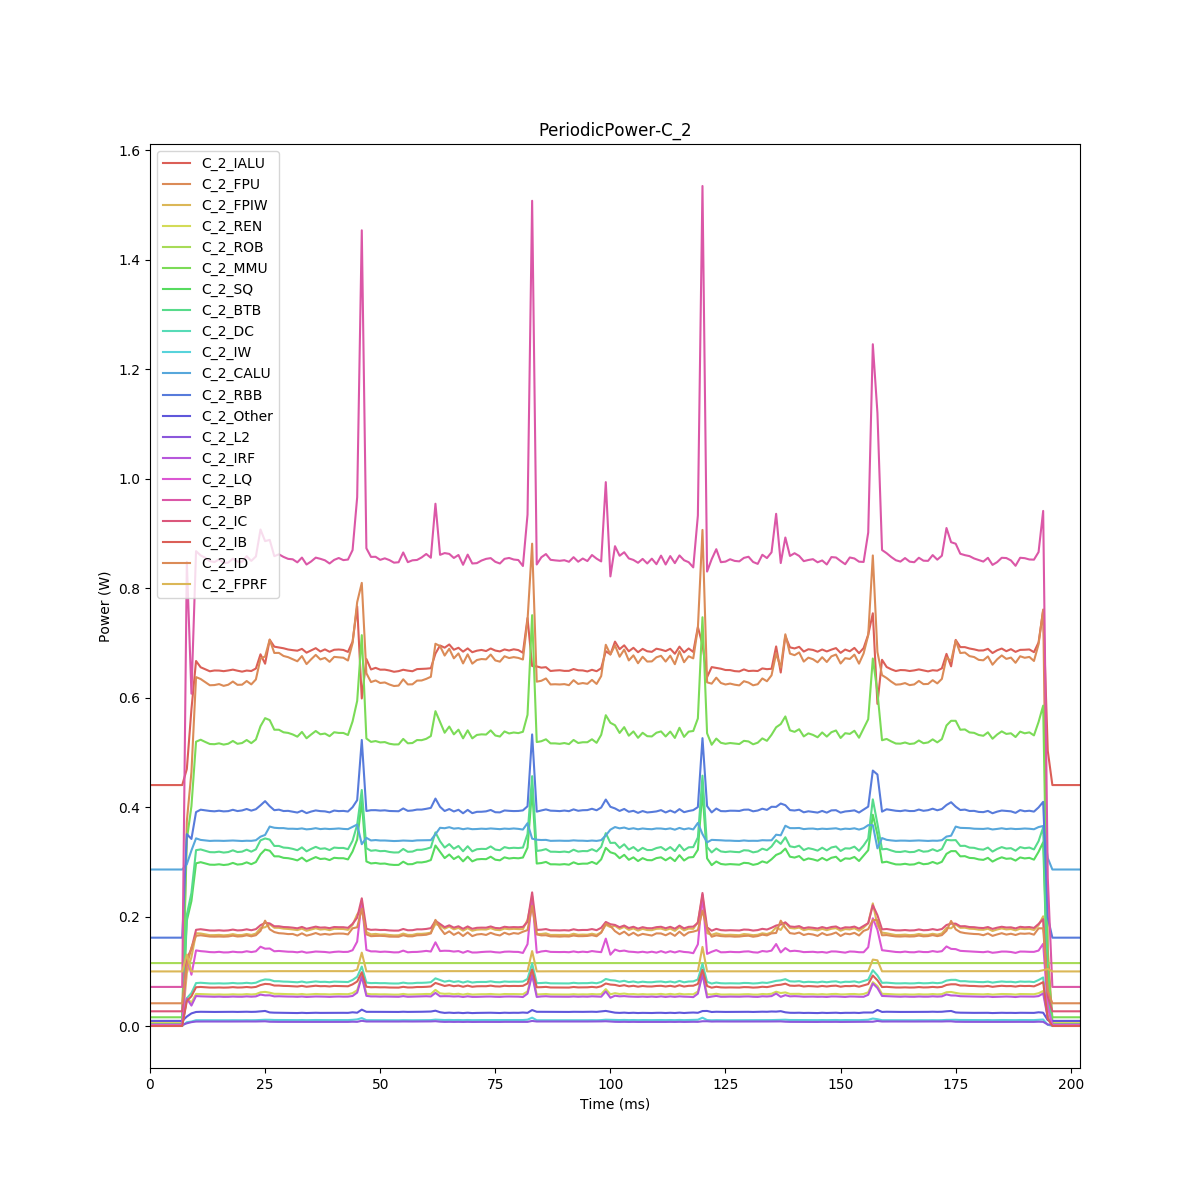 PeriodicPower-C_2
1.6
1.4
1.2
1.0
0.8
0.6
0.4
0.2
0.0
Power (W)
C_2_IALU
C_2_FPU
C_2_FPIW
C_2_REN
C_2_ROB
C_2_MMU
C_2_SQ
C_2_BTB
C_2_DC
C_2_IW
C_2_CALU
C_2_RBB
C_2_Other
C_2_L2
C_2_IRF
C_2_LQ
C_2_BP
C_2_IC
C_2_IB
C_2_ID
C_2_FPRF
0 25 50 75 100 125 150 175 200
Time (ms)